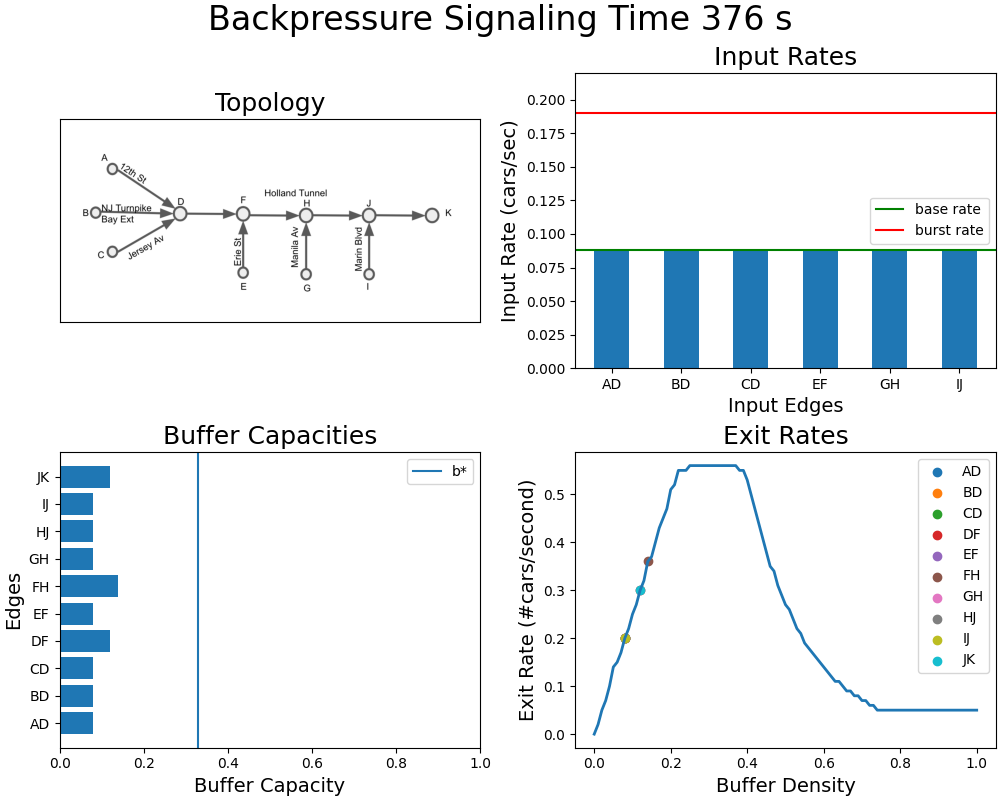 Backpressure Signaling Time 376 s
Topology
A
12th St
B
NJ Turnpike
Bay Ext
C
Jersey Av
D
F
Erie St
E
Holland Tunnel
H
Manila Av
G
J
Marin Blvd
I
K
Input Rates
Input Rate (cars/sec)
0.200
0.175
0.150
0.125
0.100
0.075
0.050
0.025
0.000
base rate
burst rate
AD BD CD EF GH IJ
Input Edges
Buffer Capacities
Edges
JK
IJ
HJ
GH
FH
EF
DF
CD
BD
AD
b*
0.0 0.2 0.4 0.6 0.8 1.0
Buffer Capacity
Exit Rates
Exit Rate (#cars/second)
0.5
0.4
0.3
0.2
0.1
0.0
AD
BD
CD
DF
EF
FH
GH
HJ
IJ
JK
0.0 0.2 0.4 0.6 0.8 1.0
Buffer Density